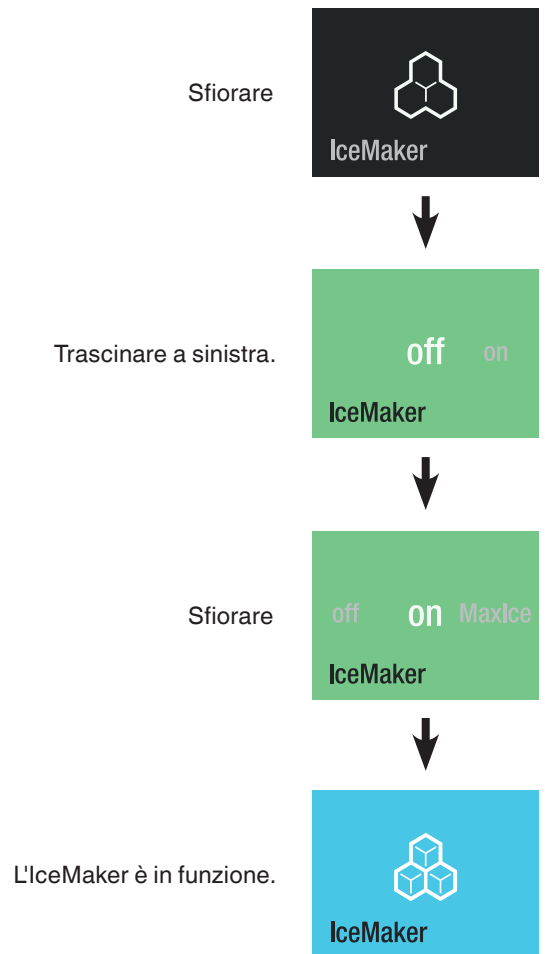 Sfiorare
IceMaker
Trascinare a sinistra.
off on
IceMaker
Sfiorare
off on MaxIce
IceMaker
L'IceMaker è in funzione.
IceMaker